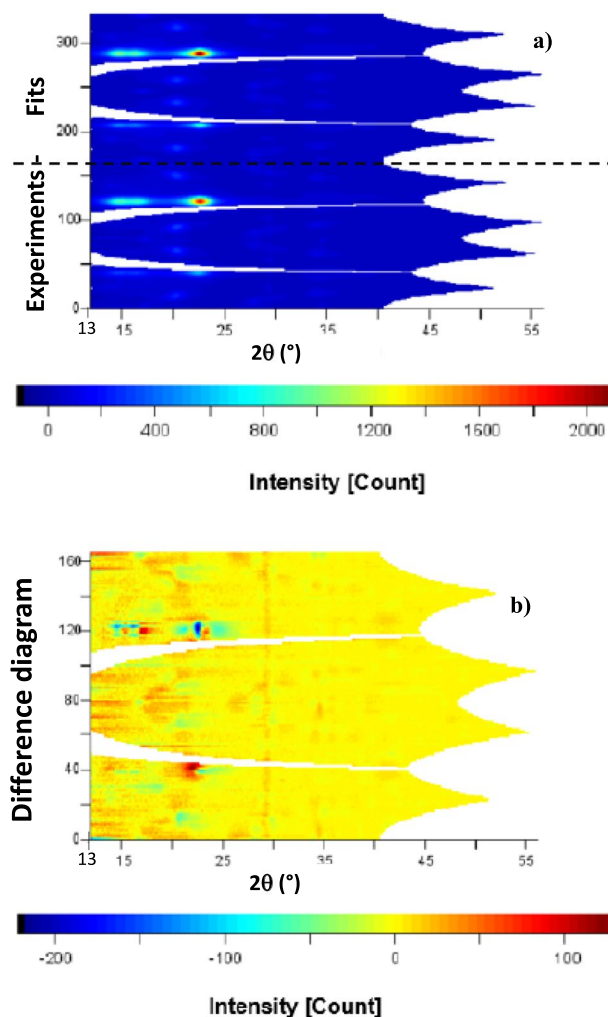 a)
Fits
Experiments
300
200
100
0
13 15 25 35 45 55
2θ (°)
0 400 800 1200 1600 2000
Intensity [Count]
b)
Difference diagram
160
120
80
40
0
13 15 25 35 45 55
2θ (°)
-200 -100 0 100
Intensity [Count]